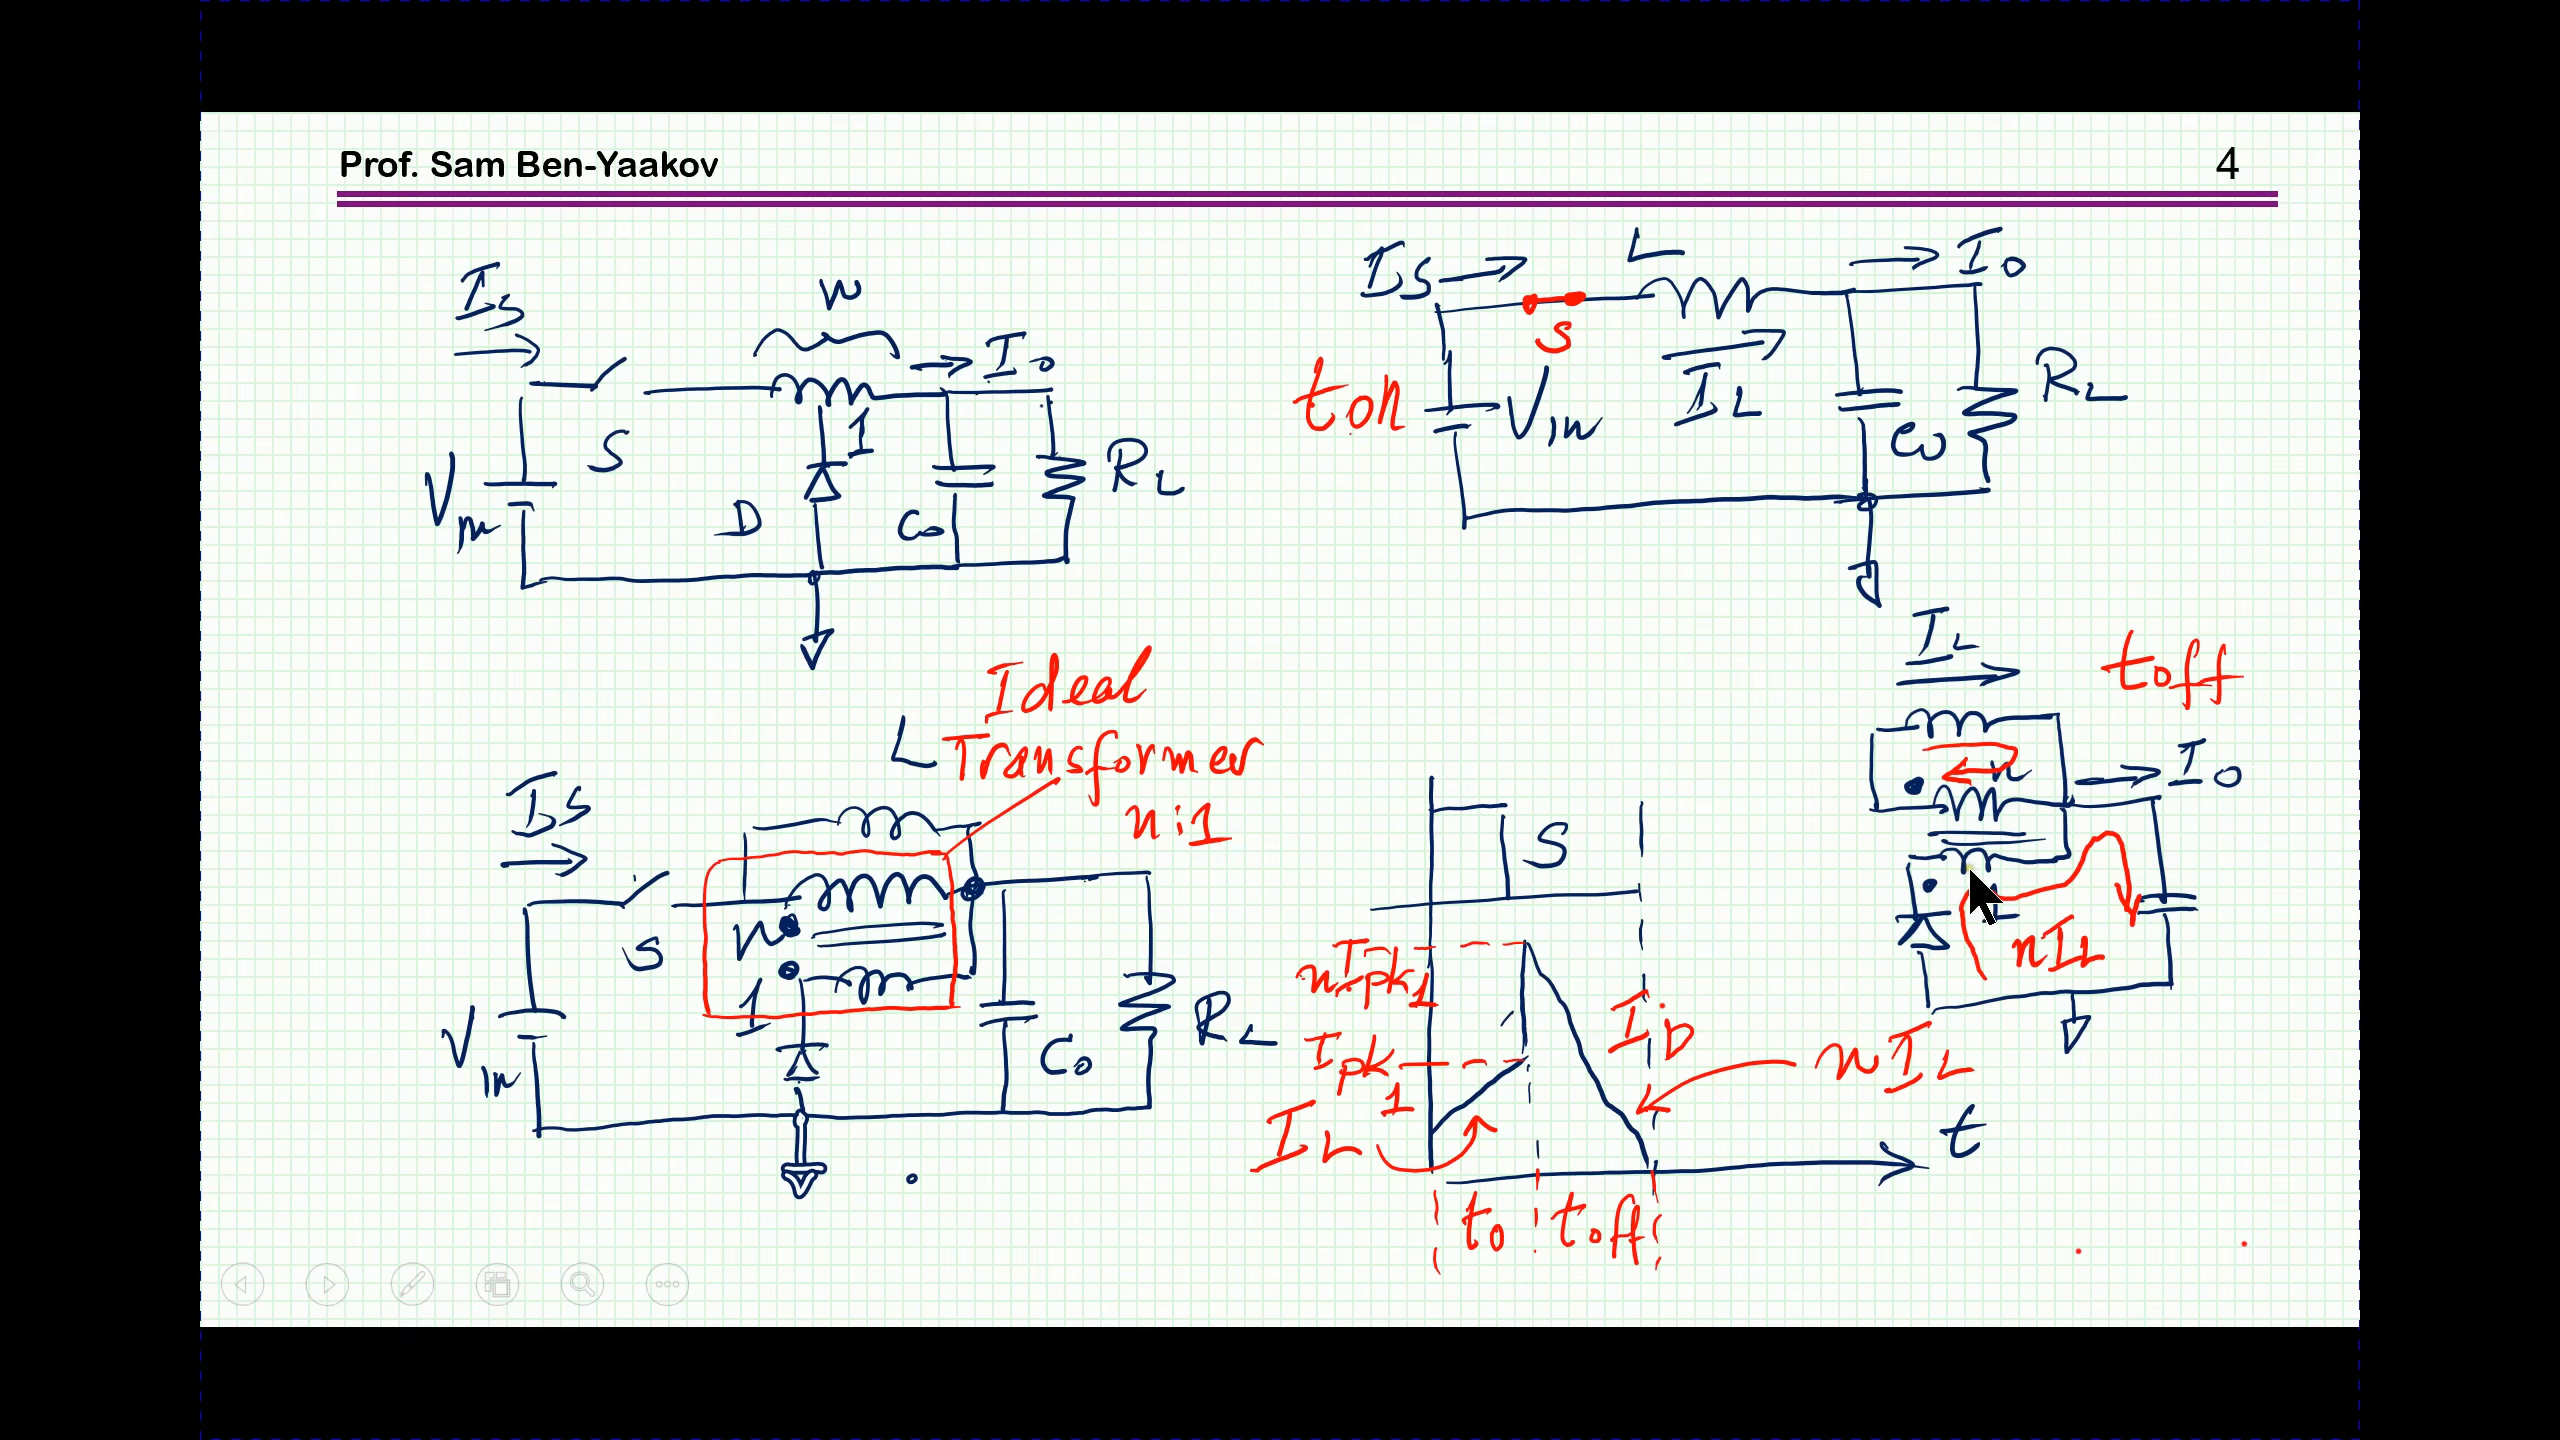 Prof. Sam Ben-Yaakov
4
Is
n
Io
S
1
Vin
D
Co
RL
Is
L
Io
S
ton
Vin
IL
Co
RL
Ideal
L Transformer
n:1
Is
S
n
1
Vin
Co
RL
IL
toff
n
Io
1
nIL
S
nIpk1
Ipk1
IL
ID
nIL
t
to
toff